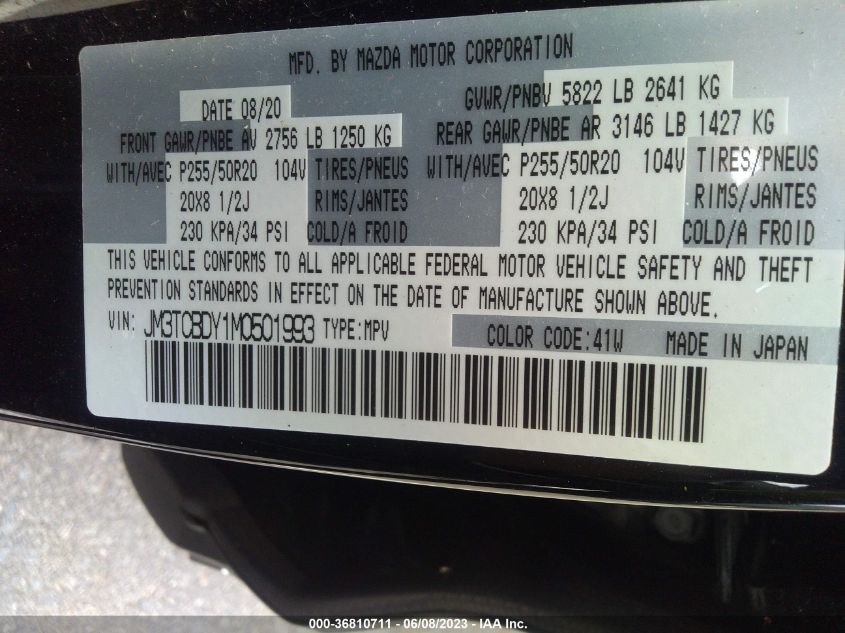 MFD. BY MAZDA MOTOR CORPORATION
DATE 08/20 GVWR/PNBV 5822 LB 2641 KG
FRONT GAWR/PNBE AV 2756 LB 1250 KG REAR GAWR/PNBE AR 3146 LB 1427 KG
WITH/AVEC P255/50R20 104V TIRES/PNEUS WITH/AVEC P255/50R20 104V TIRES/PNEUS
20X8 1/2J RIMS/JANTES 20X8 1/2J RIMS/JANTES
230 KPA/34 PSI COLD/A FROID 230 KPA/34 PSI COLD/A FROID
THIS VEHICLE CONFORMS TO ALL APPLICABLE FEDERAL MOTOR VEHICLE SAFETY AND THEFT
PREVENTION STANDARDS IN EFFECT ON THE DATE OF MANUFACTURE SHOWN ABOVE.
VIN: JM3TCBDY1M0501993 TYPE:MPV COLOR CODE:41W MADE IN JAPAN
000-36810711 - 06/08/2023 - IAA Inc.